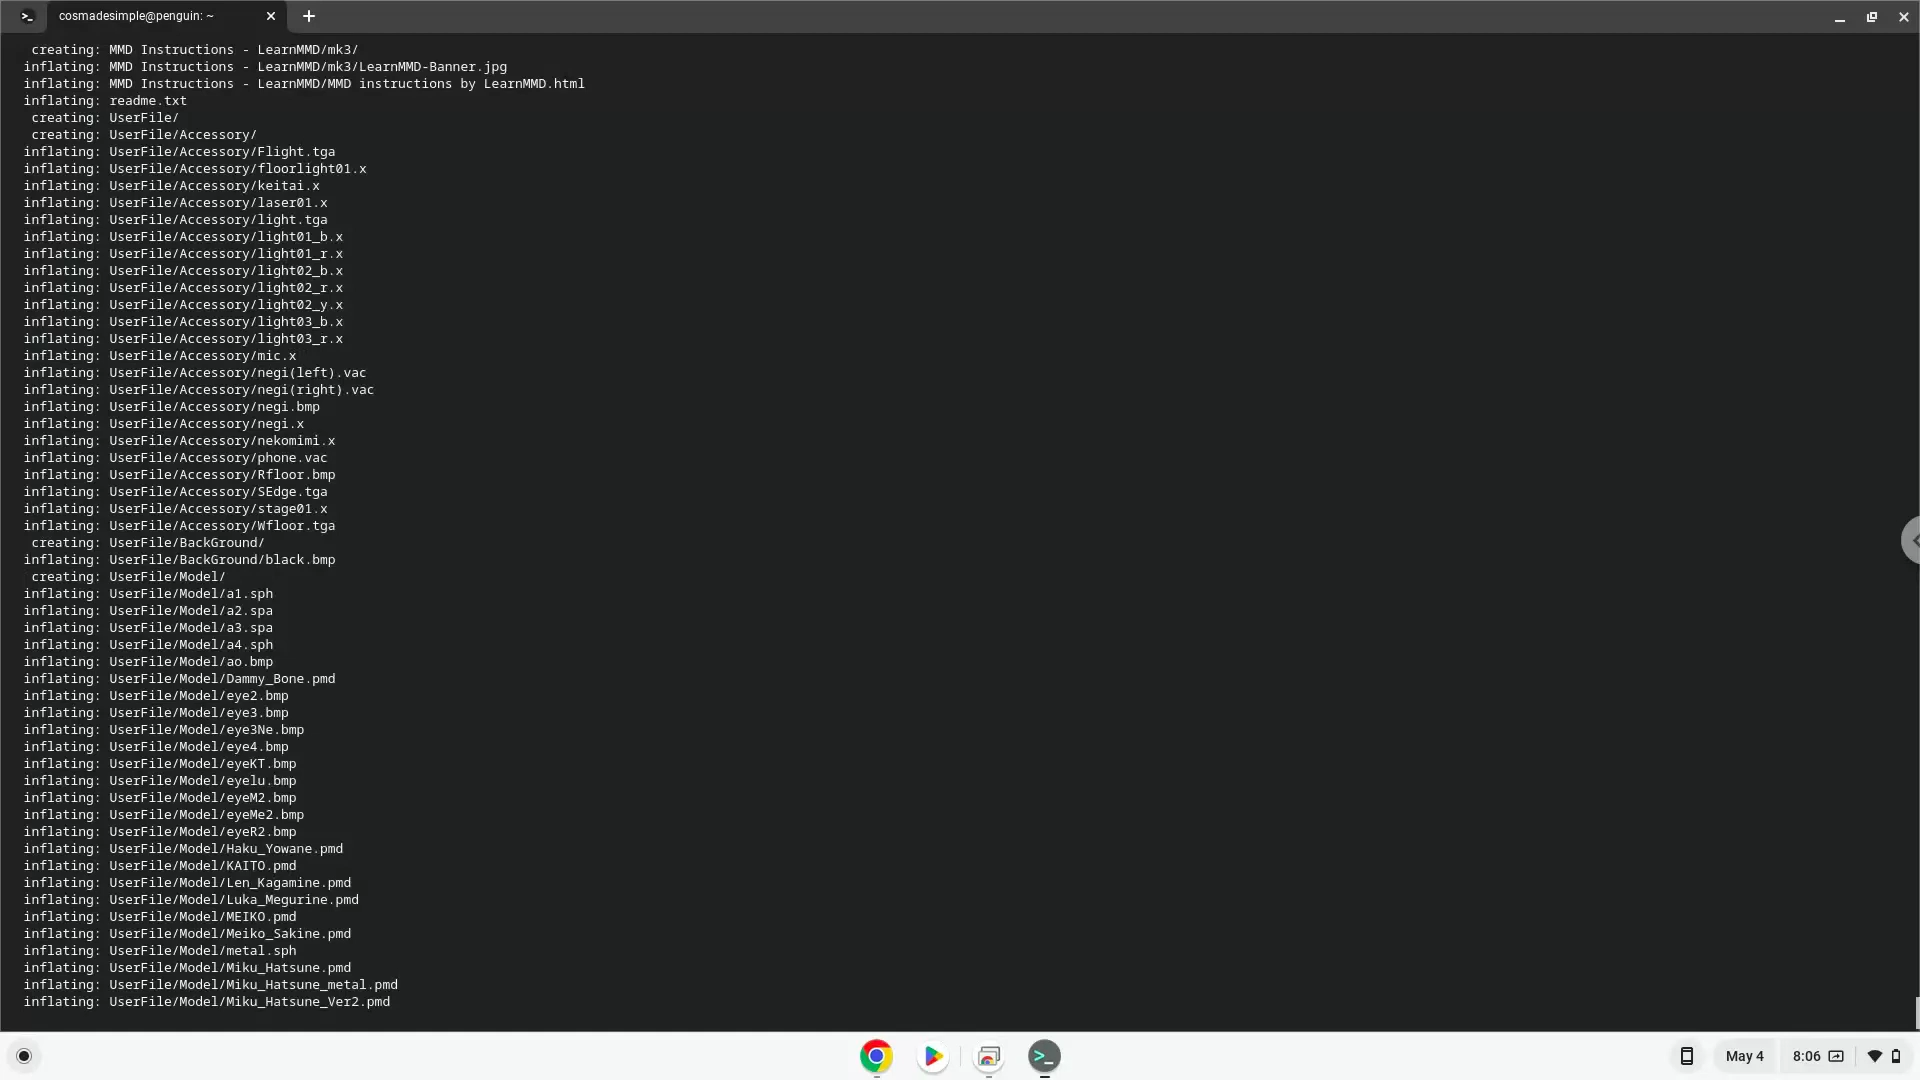 cosmadesimple@penguin: ~
creating: MMD Instructions - LearnMMD/mk3/
inflating: MMD Instructions - LearnMMD/mk3/LearnMMD-Banner.jpg
inflating: MMD Instructions - LearnMMD/MMD instructions by LearnMMD.html
inflating: readme.txt
creating: UserFile/
creating: UserFile/Accessory/
inflating: UserFile/Accessory/Flight.tga
inflating: UserFile/Accessory/floorlight01.x
inflating: UserFile/Accessory/keitai.x
inflating: UserFile/Accessory/laser01.x
inflating: UserFile/Accessory/light.tga
inflating: UserFile/Accessory/light01_b.x
inflating: UserFile/Accessory/light01_r.x
inflating: UserFile/Accessory/light02_b.x
inflating: UserFile/Accessory/light02_r.x
inflating: UserFile/Accessory/light02_y.x
inflating: UserFile/Accessory/light03_b.x
inflating: UserFile/Accessory/light03_r.x
inflating: UserFile/Accessory/mic.x
inflating: UserFile/Accessory/negi(left).vac
inflating: UserFile/Accessory/negi(right).vac
inflating: UserFile/Accessory/negi.bmp
inflating: UserFile/Accessory/negi.x
inflating: UserFile/Accessory/nekomimi.x
inflating: UserFile/Accessory/phone.vac
inflating: UserFile/Accessory/Rfloor.bmp
inflating: UserFile/Accessory/SEdge.tga
inflating: UserFile/Accessory/stage01.x
inflating: UserFile/Accessory/Wfloor.tga
creating: UserFile/BackGround/
inflating: UserFile/BackGround/black.bmp
creating: UserFile/Model/
inflating: UserFile/Model/a1.sph
inflating: UserFile/Model/a2.spa
inflating: UserFile/Model/a3.spa
inflating: UserFile/Model/a4.sph
inflating: UserFile/Model/ao.bmp
inflating: UserFile/Model/Dammy_Bone.pmd
inflating: UserFile/Model/eye2.bmp
inflating: UserFile/Model/eye3.bmp
inflating: UserFile/Model/eye3Ne.bmp
inflating: UserFile/Model/eye4.bmp
inflating: UserFile/Model/eyeKT.bmp
inflating: UserFile/Model/eyelu.bmp
inflating: UserFile/Model/eyeM2.bmp
inflating: UserFile/Model/eyeMe2.bmp
inflating: UserFile/Model/eyeR2.bmp
inflating: UserFile/Model/Haku_Yowane.pmd
inflating: UserFile/Model/KAITO.pmd
inflating: UserFile/Model/Len_Kagamine.pmd
inflating: UserFile/Model/Luka_Megurine.pmd
inflating: UserFile/Model/MEIKO.pmd
inflating: UserFile/Model/Meiko_Sakine.pmd
inflating: UserFile/Model/metal.sph
inflating: UserFile/Model/Miku_Hatsune.pmd
inflating: UserFile/Model/Miku_Hatsune_metal.pmd
inflating: UserFile/Model/Miku_Hatsune_Ver2.pmd
May 4 8:06